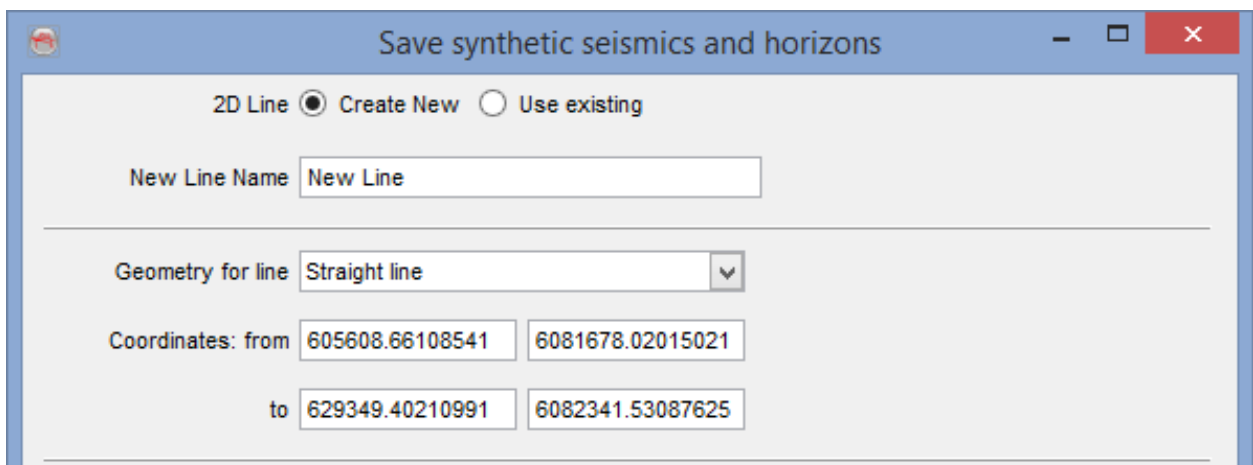 Save synthetic seismics and horizons
2D Line Create New Use existing
New Line Name New Line
Geometry for line Straight line
Coordinates: from 605608.66108541 6081678.02015021
to 629349.40210991 6082341.53087625